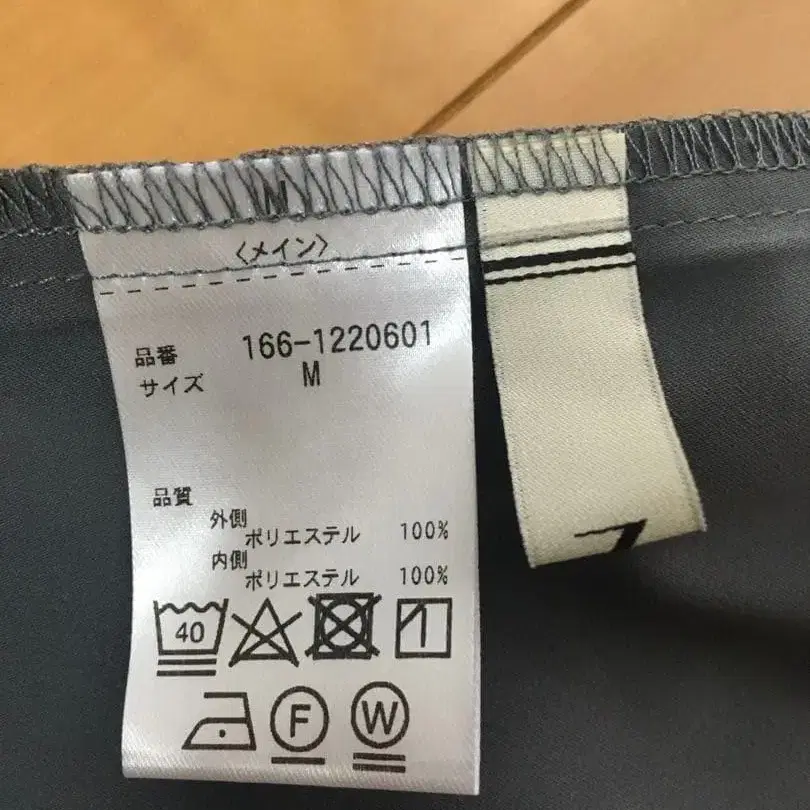 〈メイン〉
品番 166-1220601
サイズ M
品質
外側
ポリエステル 100%
内側
ポリエステル 100%
40
F W